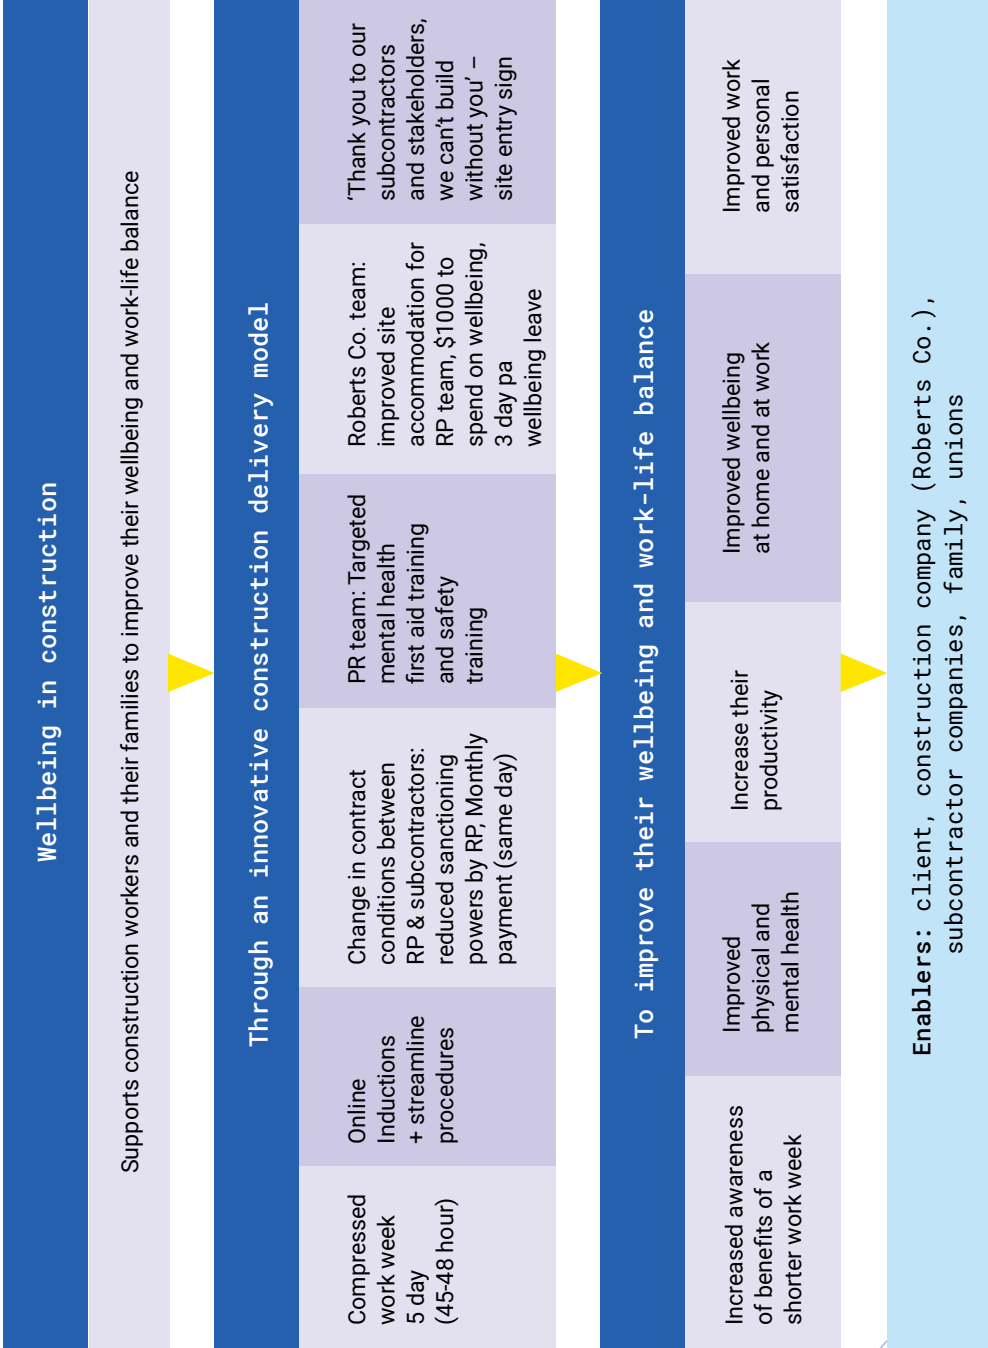 Wellbeing in construction
Supports construction workers and their families to improve their wellbeing and work-life balance
Through an innovative construction delivery model
Compressed
work week
5 day
(45-48 hour)
Online
Inductions
+ streamline
procedures
Change in contract
conditions between
RP & subcontractors:
reduced sanctioning
powers by RP, Monthly
payment (same day)
PR team: Targeted
mental health
first aid training
and safety
training
Roberts Co. team:
improved site
accommodation for
RP team, $1000 to
spend on wellbeing,
3 day pa
wellbeing leave
‘Thank you to our
subcontractors
and stakeholders,
we can’t build
without you’ –
site entry sign
To improve their wellbeing and work-life balance
Increased awareness
of benefits of a
shorter work week
Improved
physical and
mental health
Increase their
productivity
Improved wellbeing
at home and at work
Improved work
and personal
satisfaction
Enablers: client, construction company (Roberts Co.),
subcontractor companies, family, unions